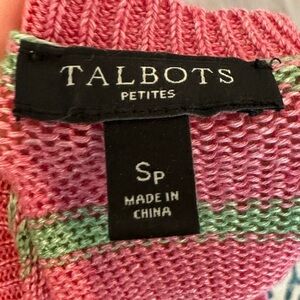 TALBOTS
PETITES
SP
MADE IN
CHINA